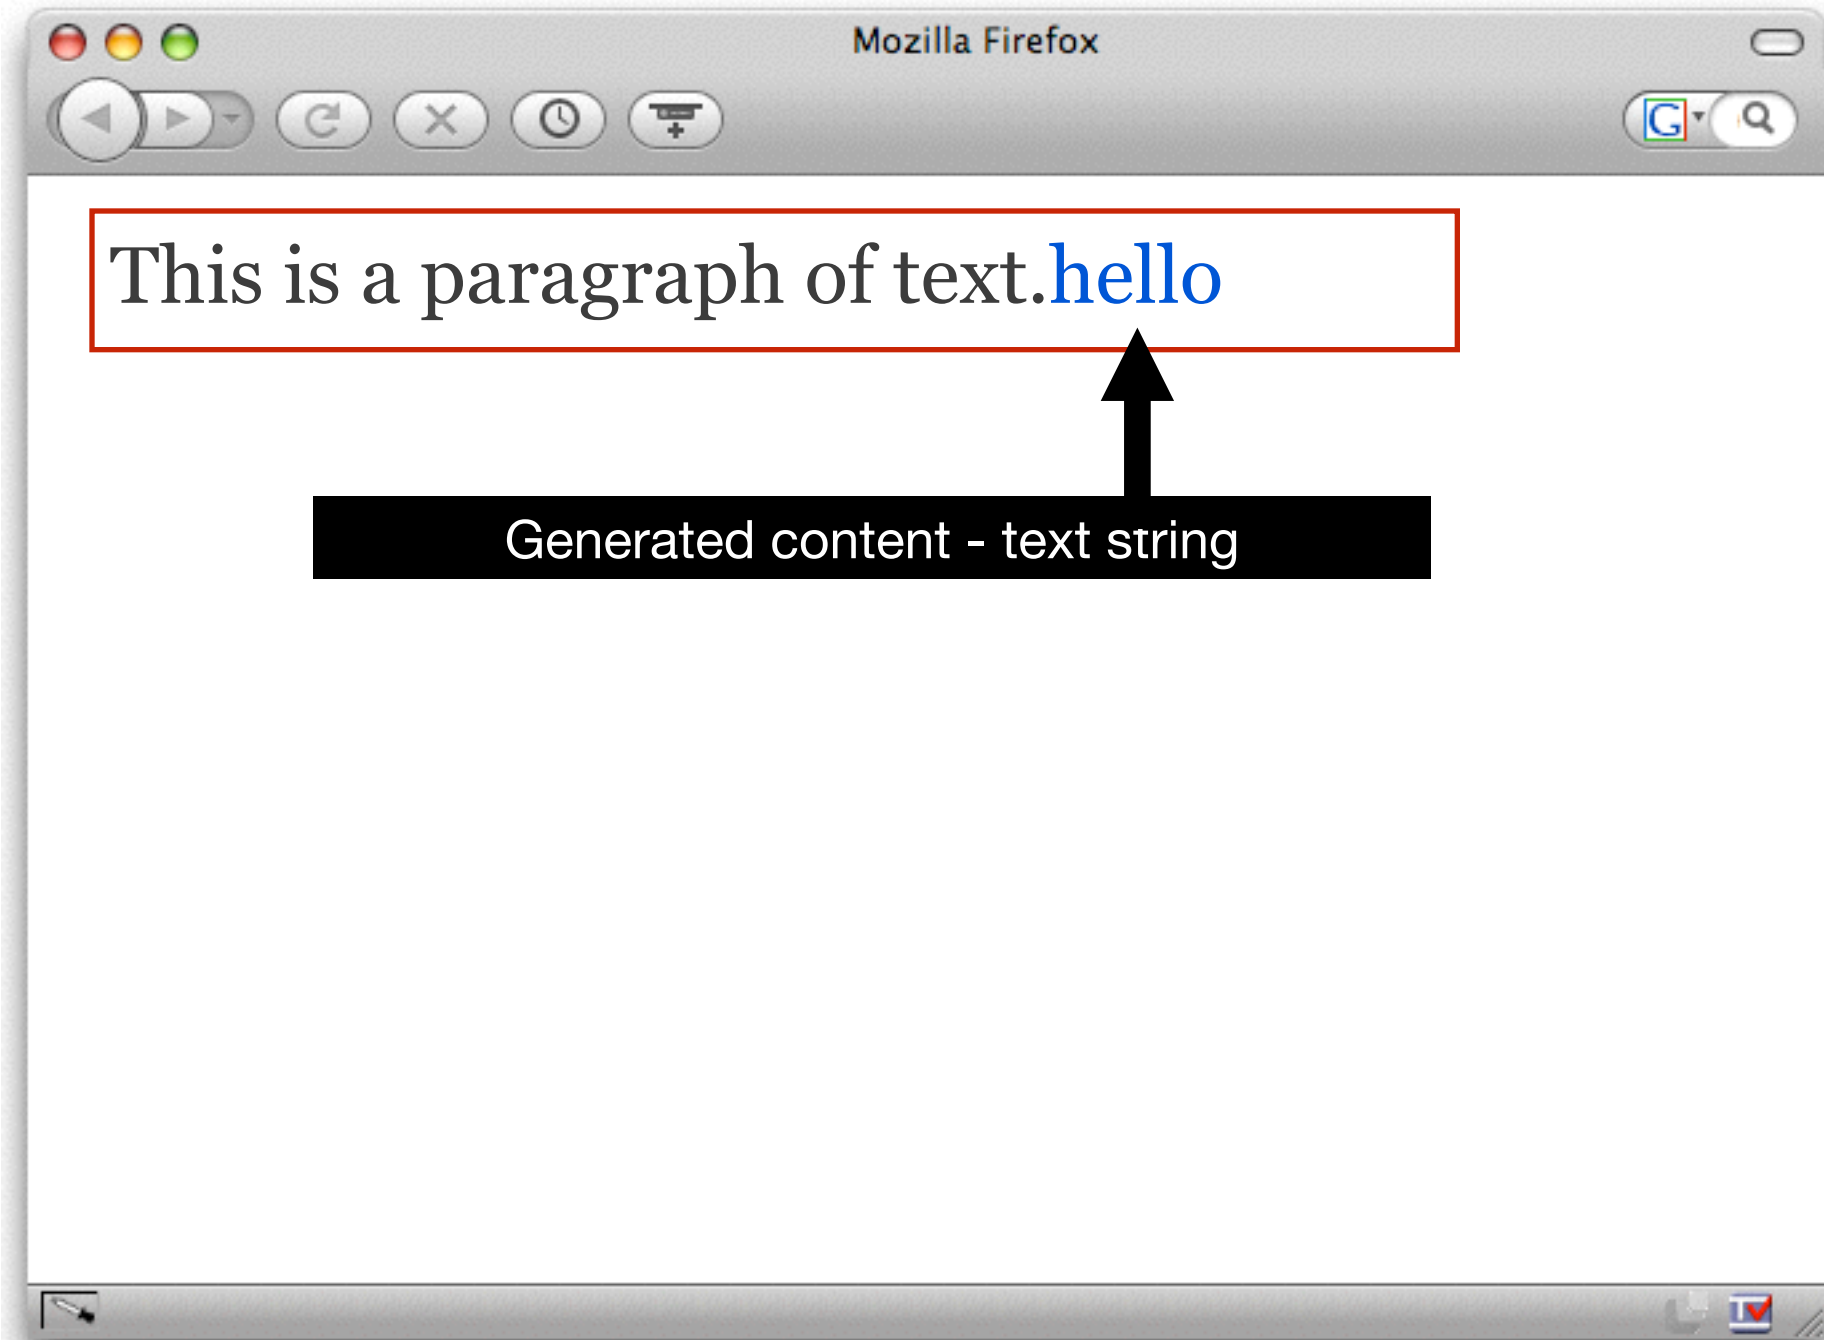 Mozilla Firefox
G
This is a paragraph of text.hello
Generated content - text string